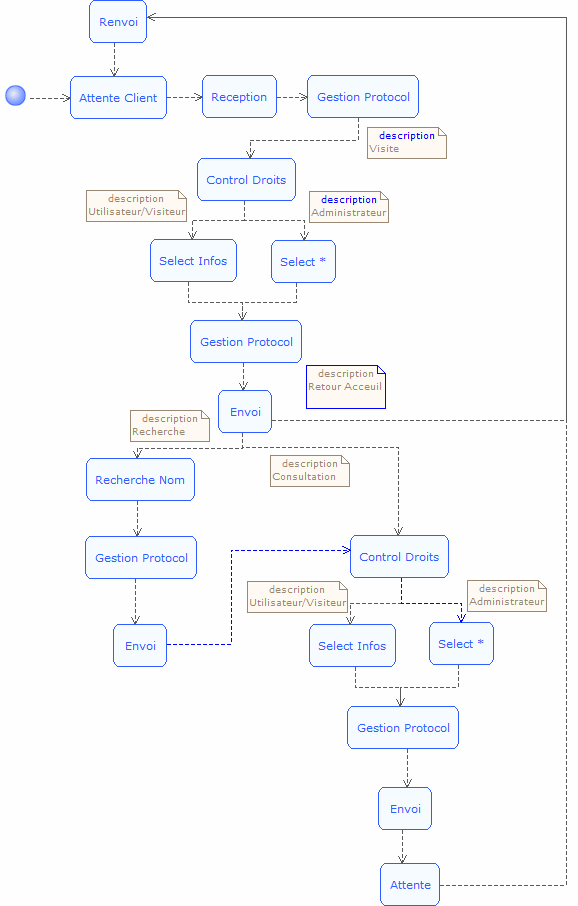 Renvoi
Attente Client
Reception
Gestion Protocol
description
Visite
Control Droits
description
Utilisateur/Visiteur
description
Administrateur
Select Infos
Select *
Gestion Protocol
description
Retour Acceuil
Envoi
description
Recherche
description
Consultation
Recherche Nom
Gestion Protocol
Control Droits
description
Utilisateur/Visiteur
description
Administrateur
Envoi
Select Infos
Select *
Gestion Protocol
Envoi
Attente